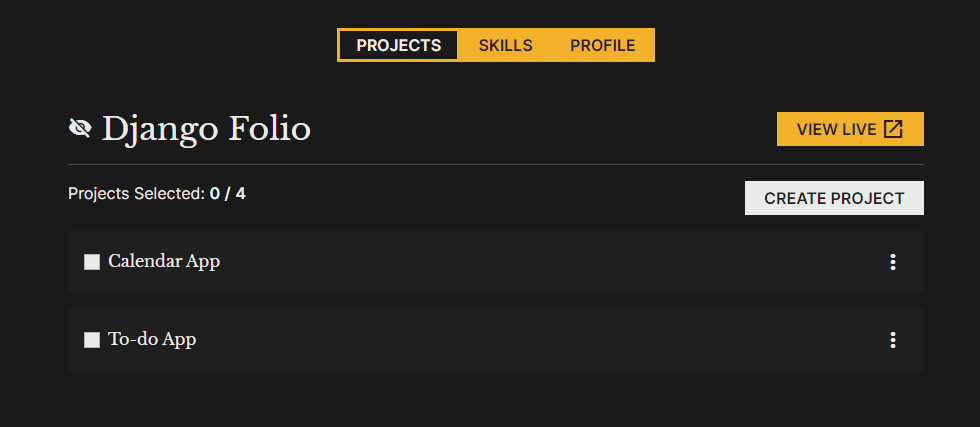 PROJECTS SKILLS PROFILE
Django Folio
VIEW LIVE
Projects Selected: 0 / 4
CREATE PROJECT
Calendar App
To-do App